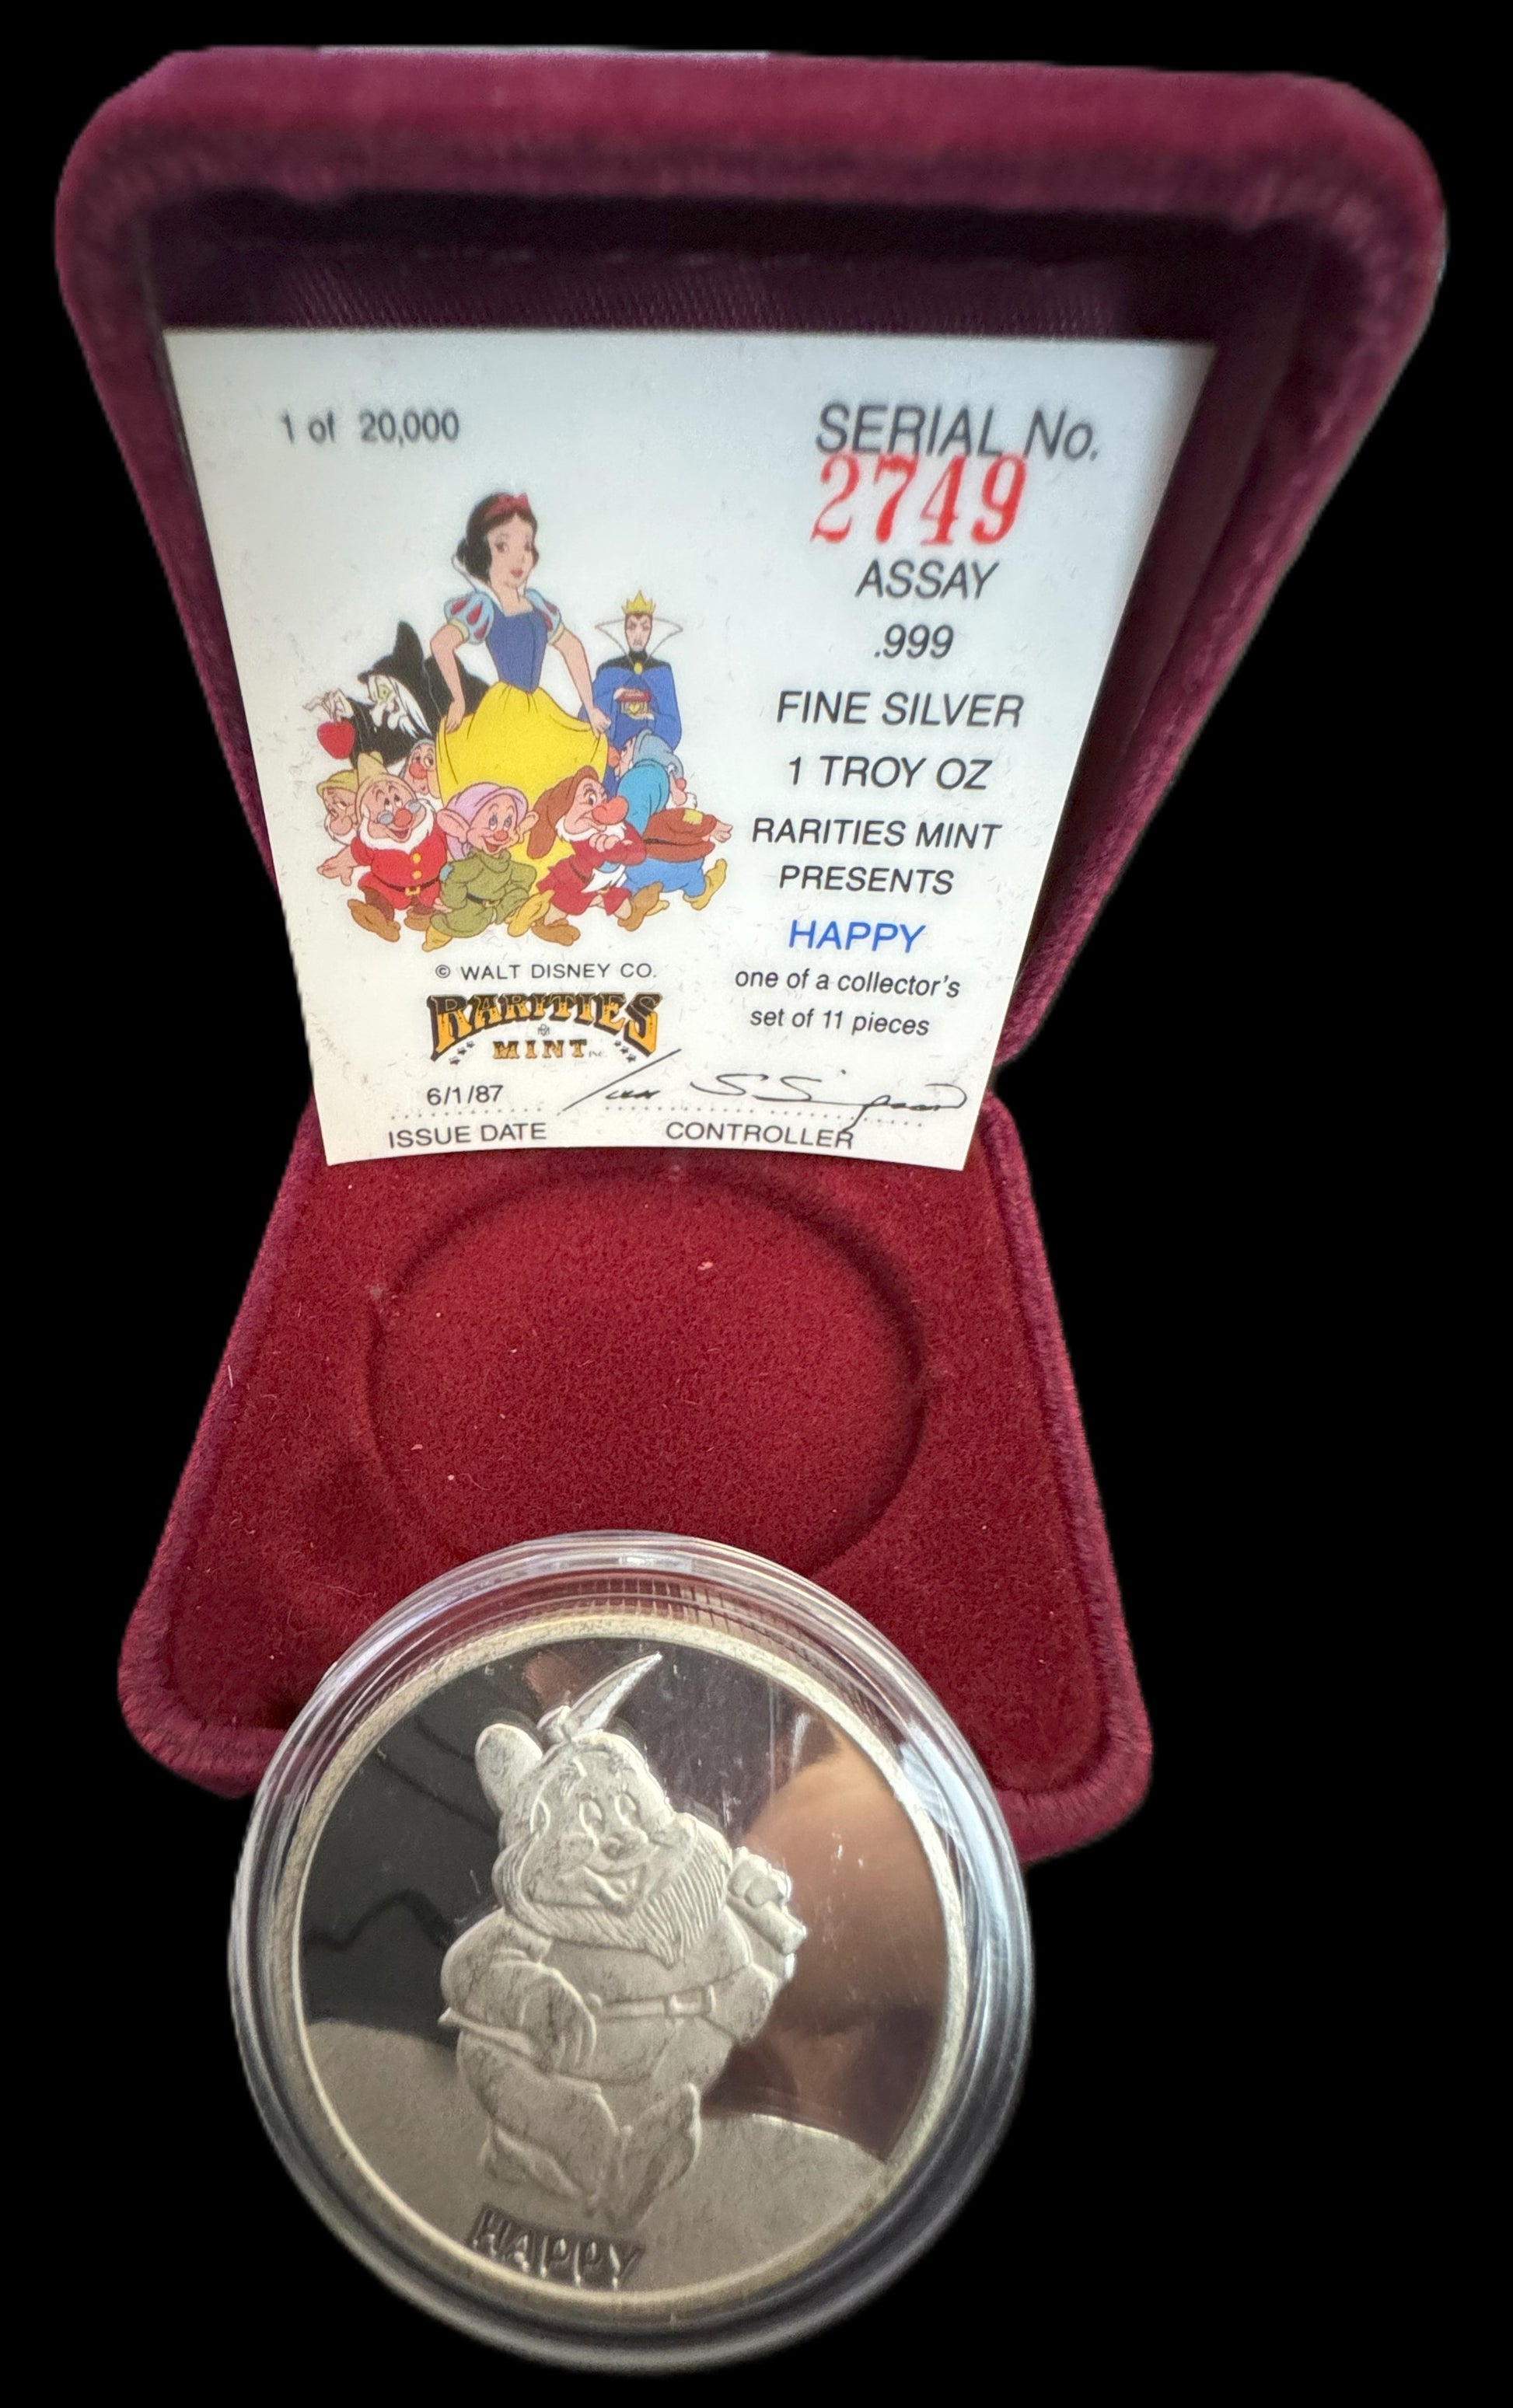 1 of 20,000
SERIAL No.
2749
ASSAY
.999
FINE SILVER
1 TROY OZ
RARITIES MINT
PRESENTS
HAPPY
one of a collector's
set of 11 pieces
© WALT DISNEY CO.
RARITIES
MINT INC.
6/1/87
ISSUE DATE
CONTROLLER
HAPPY